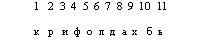 1 2 3 4 5 6 7 8 9 10 11
к р и ф о л д а х б ь